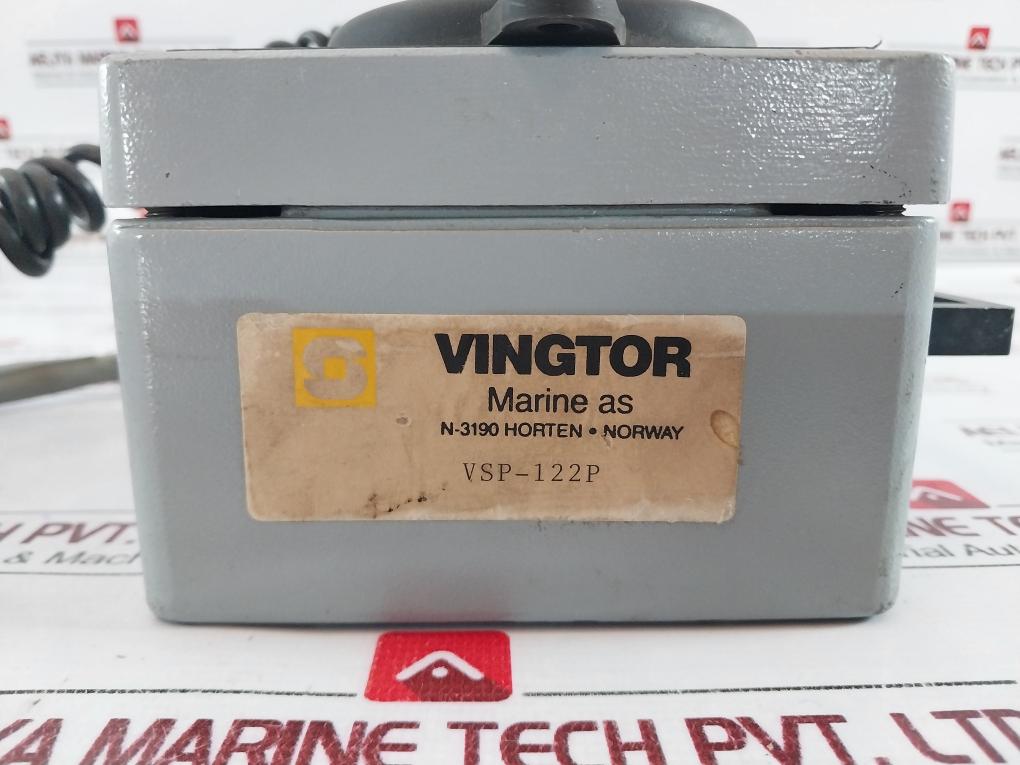 VINGTOR
Marine as
N-3190 HORTEN • NORWAY
VSP-122P
MARINE TECH PVT. LTD